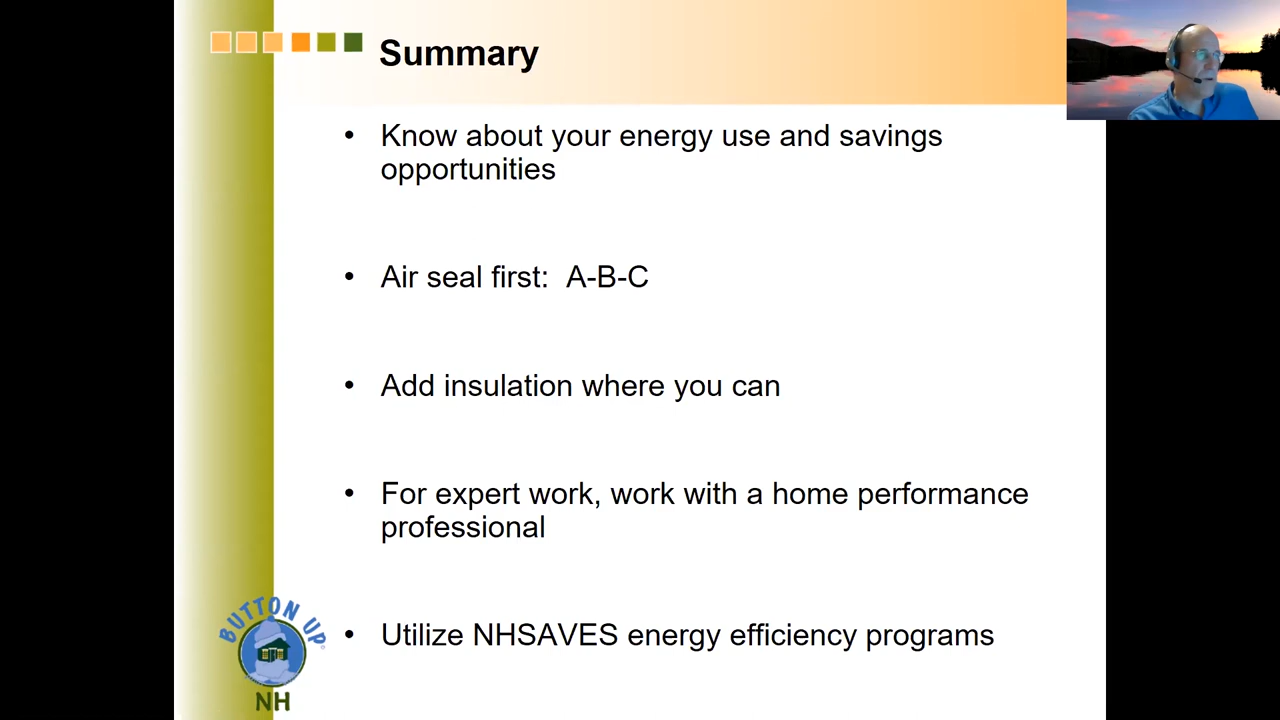 Summary
• Know about your energy use and savings
opportunities
• Air seal first:  A-B-C
• Add insulation where you can
• For expert work, work with a home performance
professional
• Utilize NHSAVES energy efficiency programs
BUTTON UP
NH